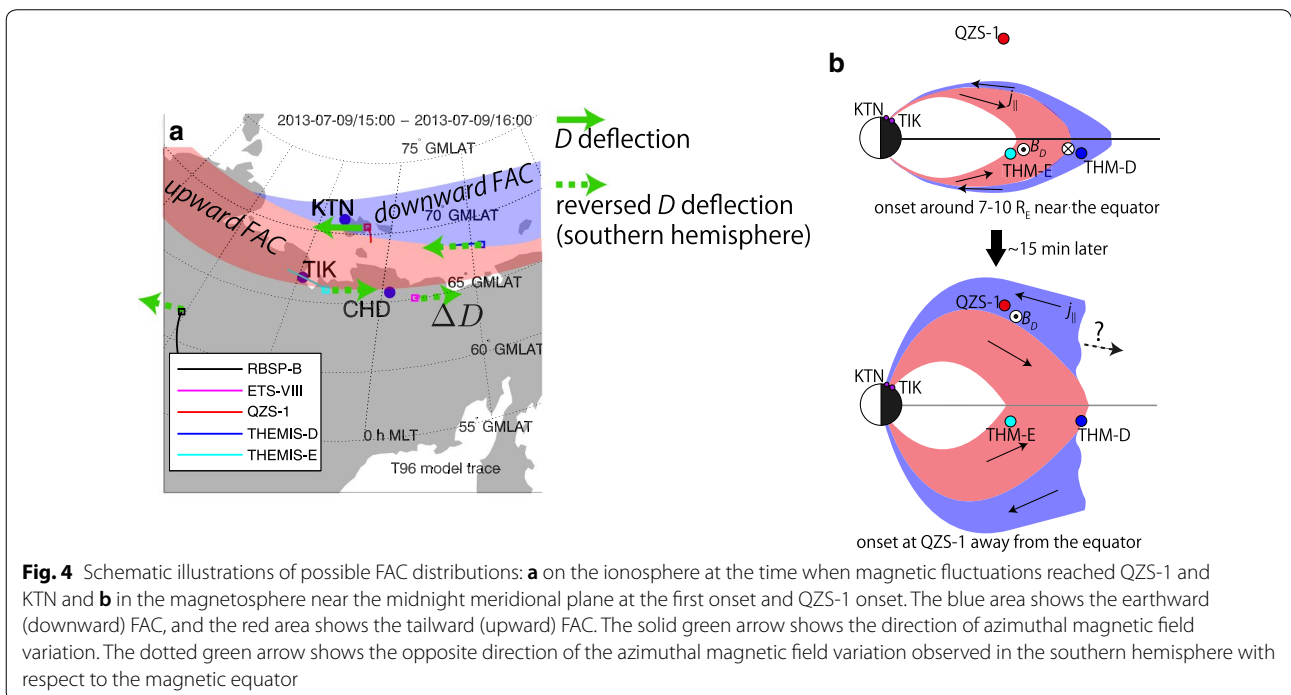 a
2013-07-09/15:00 − 2013-07-09/16:00
75° GMLAT
upward FAC
KTN
downward FAC
70 GMLAT
TIK
65° GMLAT
CHD
ΔD
60° GMLAT
RBSP-B
ETS-VIII
QZS-1
THEMIS-D
THEMIS-E
0 h MLT
55° GMLAT
T96 model trace
D deflection
reversed D deflection
(southern hemisphere)
b
QZS-1
KTN
TIK
j||
B_D
THM-E
THM-D
onset around 7-10 R_E near the equator
~15 min later
QZS-1
j||
B_D
?
KTN
TIK
THM-E
THM-D
onset at QZS-1 away from the equator
Fig. 4 Schematic illustrations of possible FAC distributions: a on the ionosphere at the time when magnetic fluctuations reached QZS-1 and
KTN and b in the magnetosphere near the midnight meridional plane at the first onset and QZS-1 onset. The blue area shows the earthward
(downward) FAC, and the red area shows the tailward (upward) FAC. The solid green arrow shows the direction of azimuthal magnetic field
variation. The dotted green arrow shows the opposite direction of the azimuthal magnetic field variation observed in the southern hemisphere with
respect to the magnetic equator